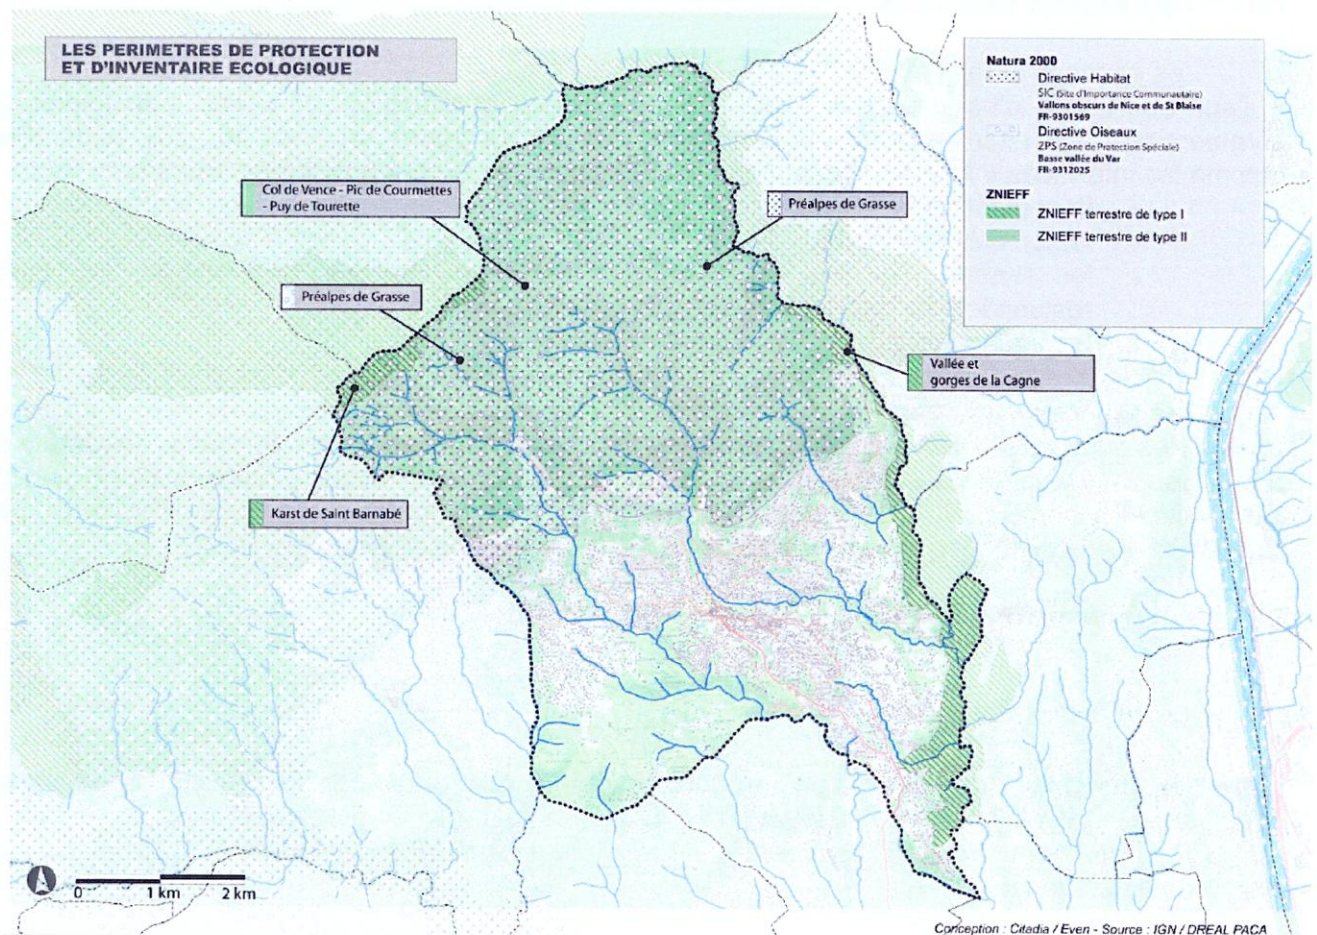 LES PERIMETRES DE PROTECTION
ET D'INVENTAIRE ECOLOGIQUE
Natura 2000
Directive Habitat
SIC (Site d'Importance Communautaire)
Vallons obscurs de Nice et de St Blaise
FR-9301569
Directive Oiseaux
ZPS (Zone de Protection Spéciale)
Basse vallée du Var
FR-9312025
ZNIEFF
ZNIEFF terrestre de type I
ZNIEFF terrestre de type II
Col de Vence - Pic de Courmettes
- Puy de Tourette
Préalpes de Grasse
Préalpes de Grasse
Vallée et
gorges de la Cagne
Karst de Saint Barnabé
0 1 km 2 km
Conception : Citadia / Even - Source : IGN / DREAL PACA